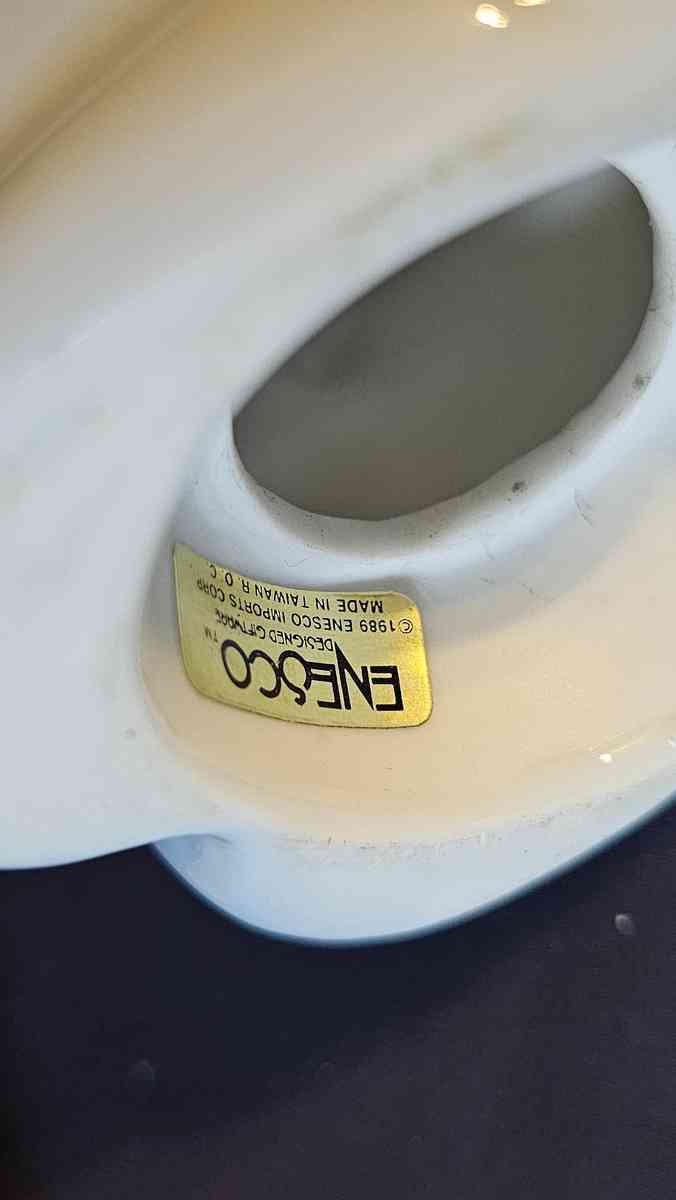 ENESCO ™
DESIGNED GIFTWARE
©1989 ENESCO IMPORTS CORP
MADE IN TAIWAN R.O.C.